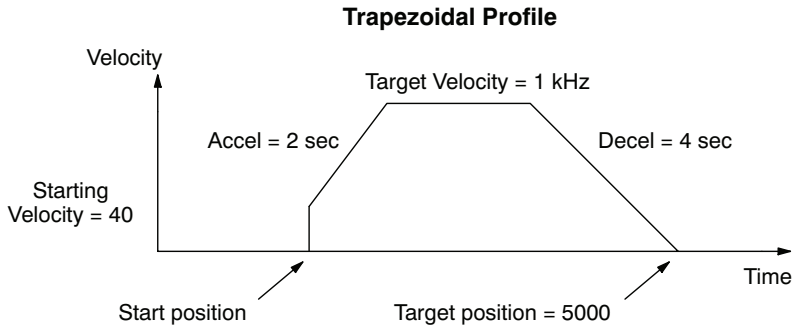 Trapezoidal Profile
Velocity
Target Velocity = 1 kHz
Accel = 2 sec
Decel = 4 sec
Starting
Velocity = 40
Time
Start position
Target position = 5000